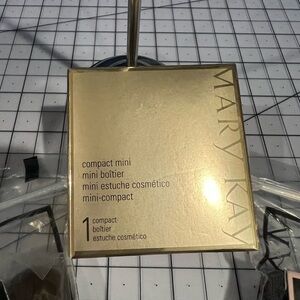 compact mini
mini boîtier
mini estuche cosmético
mini-compact
1 compact
boîtier
estuche cosmético
MARY KAY